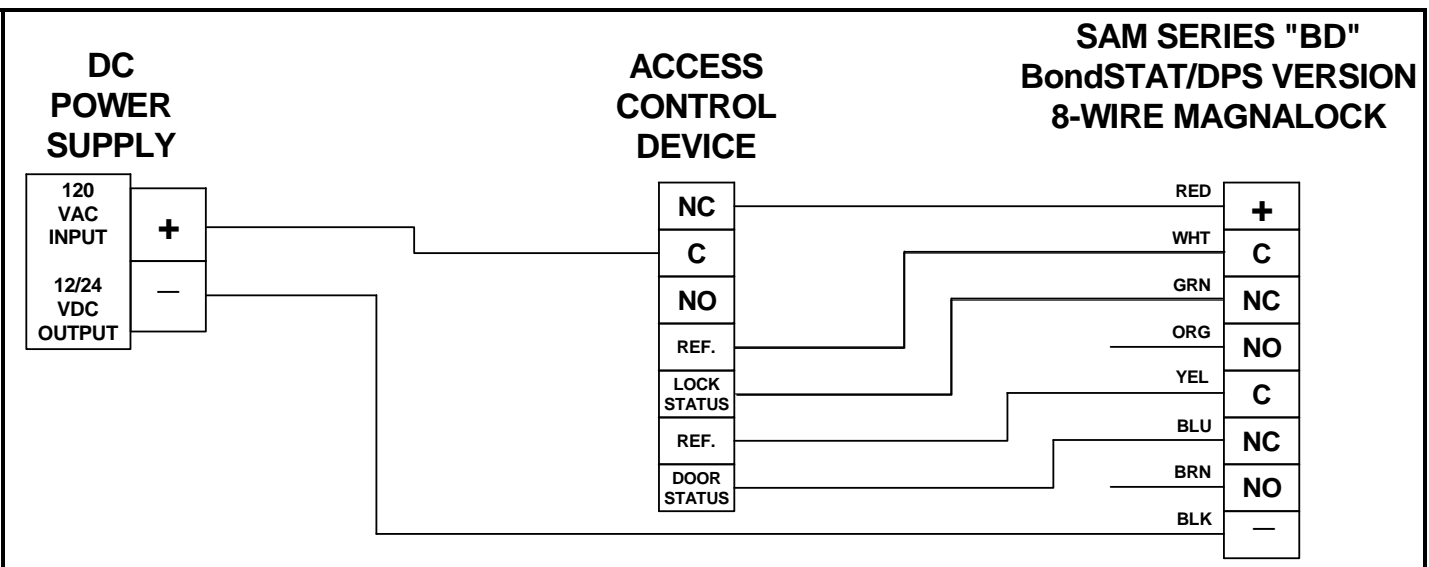 DC
POWER
SUPPLY
ACCESS
CONTROL
DEVICE
SAM SERIES "BD"
BondSTAT/DPS VERSION
8-WIRE MAGNALOCK
120
VAC
INPUT
12/24
VDC
OUTPUT
+
—
NC
C
NO
REF.
LOCK
STATUS
REF.
DOOR
STATUS
RED
WHT
GRN
ORG
YEL
BLU
BRN
BLK
+
C
NC
NO
C
NC
NO
—